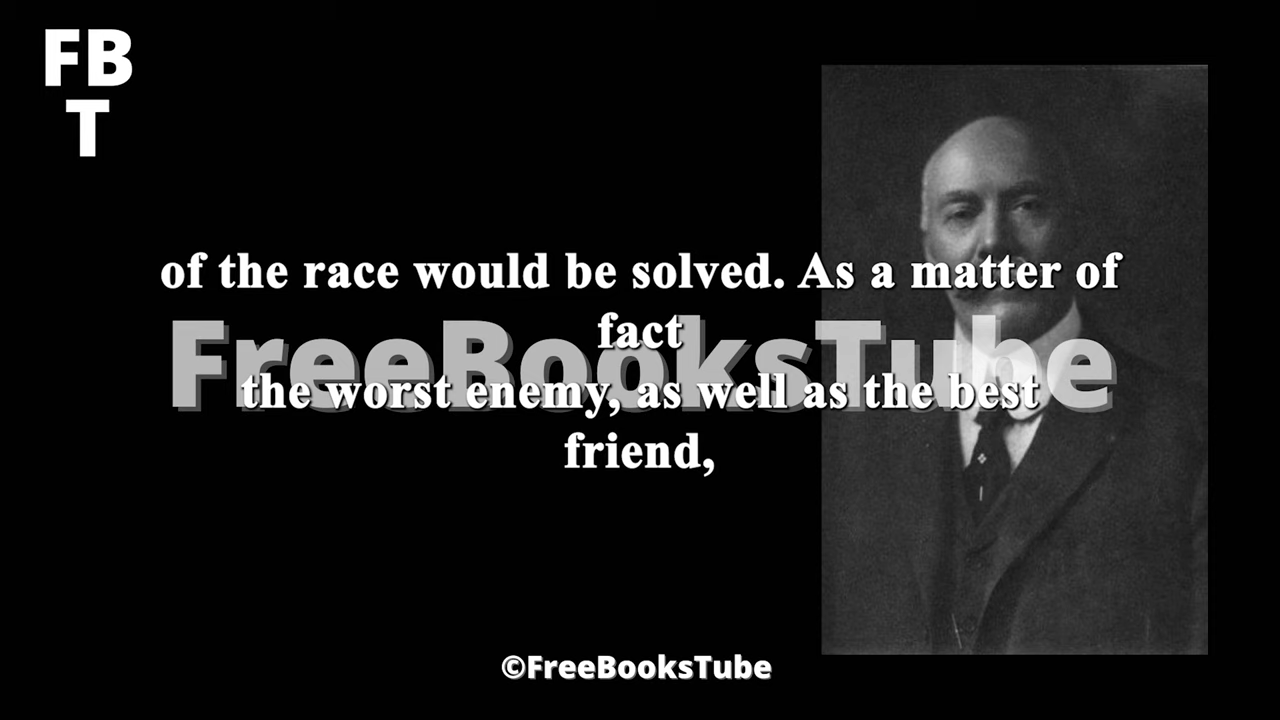 FB
T
of the race would be solved. As a matter of
fact
FreeBooksTube
the worst enemy, as well as the best
friend,
©FreeBooksTube